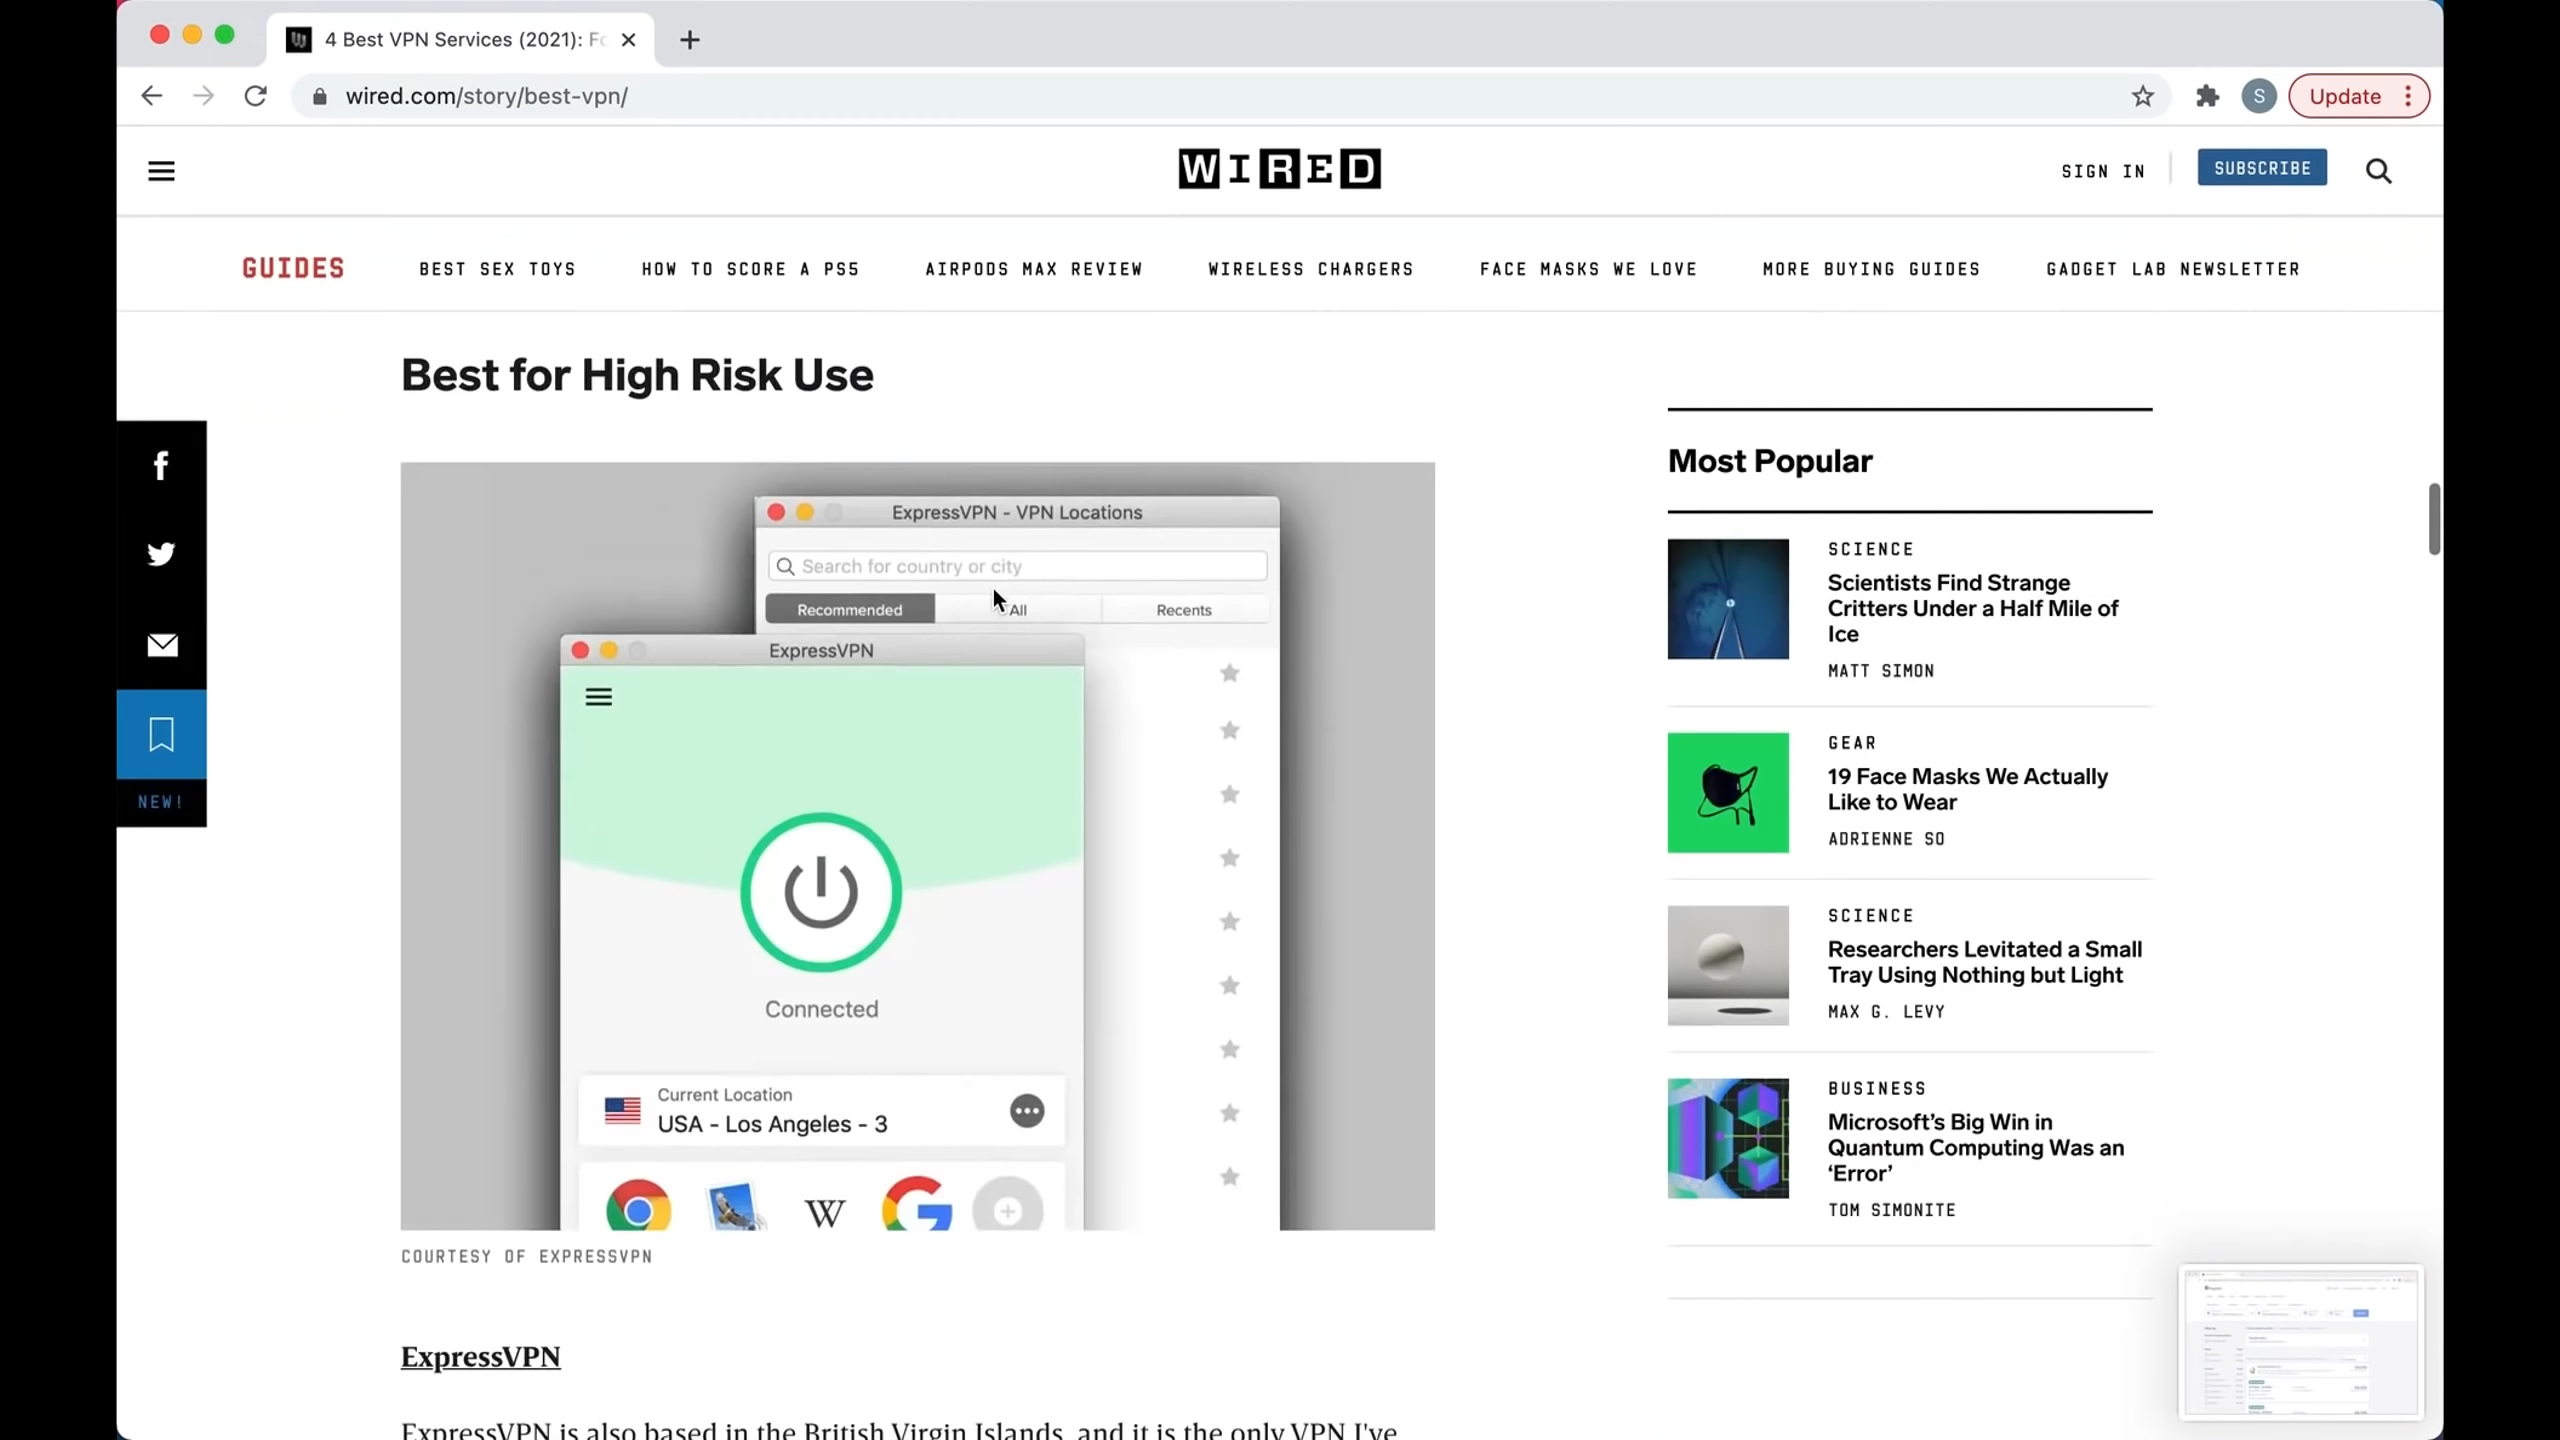 4 Best VPN Services (2021): Fo
wired.com/story/best-vpn/
S
Update
WIRED
SIGN IN
SUBSCRIBE
GUIDES
BEST SEX TOYS
HOW TO SCORE A PS5
AIRPODS MAX REVIEW
WIRELESS CHARGERS
FACE MASKS WE LOVE
MORE BUYING GUIDES
GADGET LAB NEWSLETTER
Best for High Risk Use
NEW!
ExpressVPN - VPN Locations
Search for country or city
Recommended
All
Recents
ExpressVPN
Connected
Current Location
USA - Los Angeles - 3
W
COURTESY OF EXPRESSVPN
ExpressVPN
ExpressVPN is also based in the British Virgin Islands, and it is the only VPN I've
Most Popular
SCIENCE
Scientists Find Strange
Critters Under a Half Mile of
Ice
MATT SIMON
GEAR
19 Face Masks We Actually
Like to Wear
ADRIENNE SO
SCIENCE
Researchers Levitated a Small
Tray Using Nothing but Light
MAX G. LEVY
BUSINESS
Microsoft’s Big Win in
Quantum Computing Was an
‘Error’
TOM SIMONITE